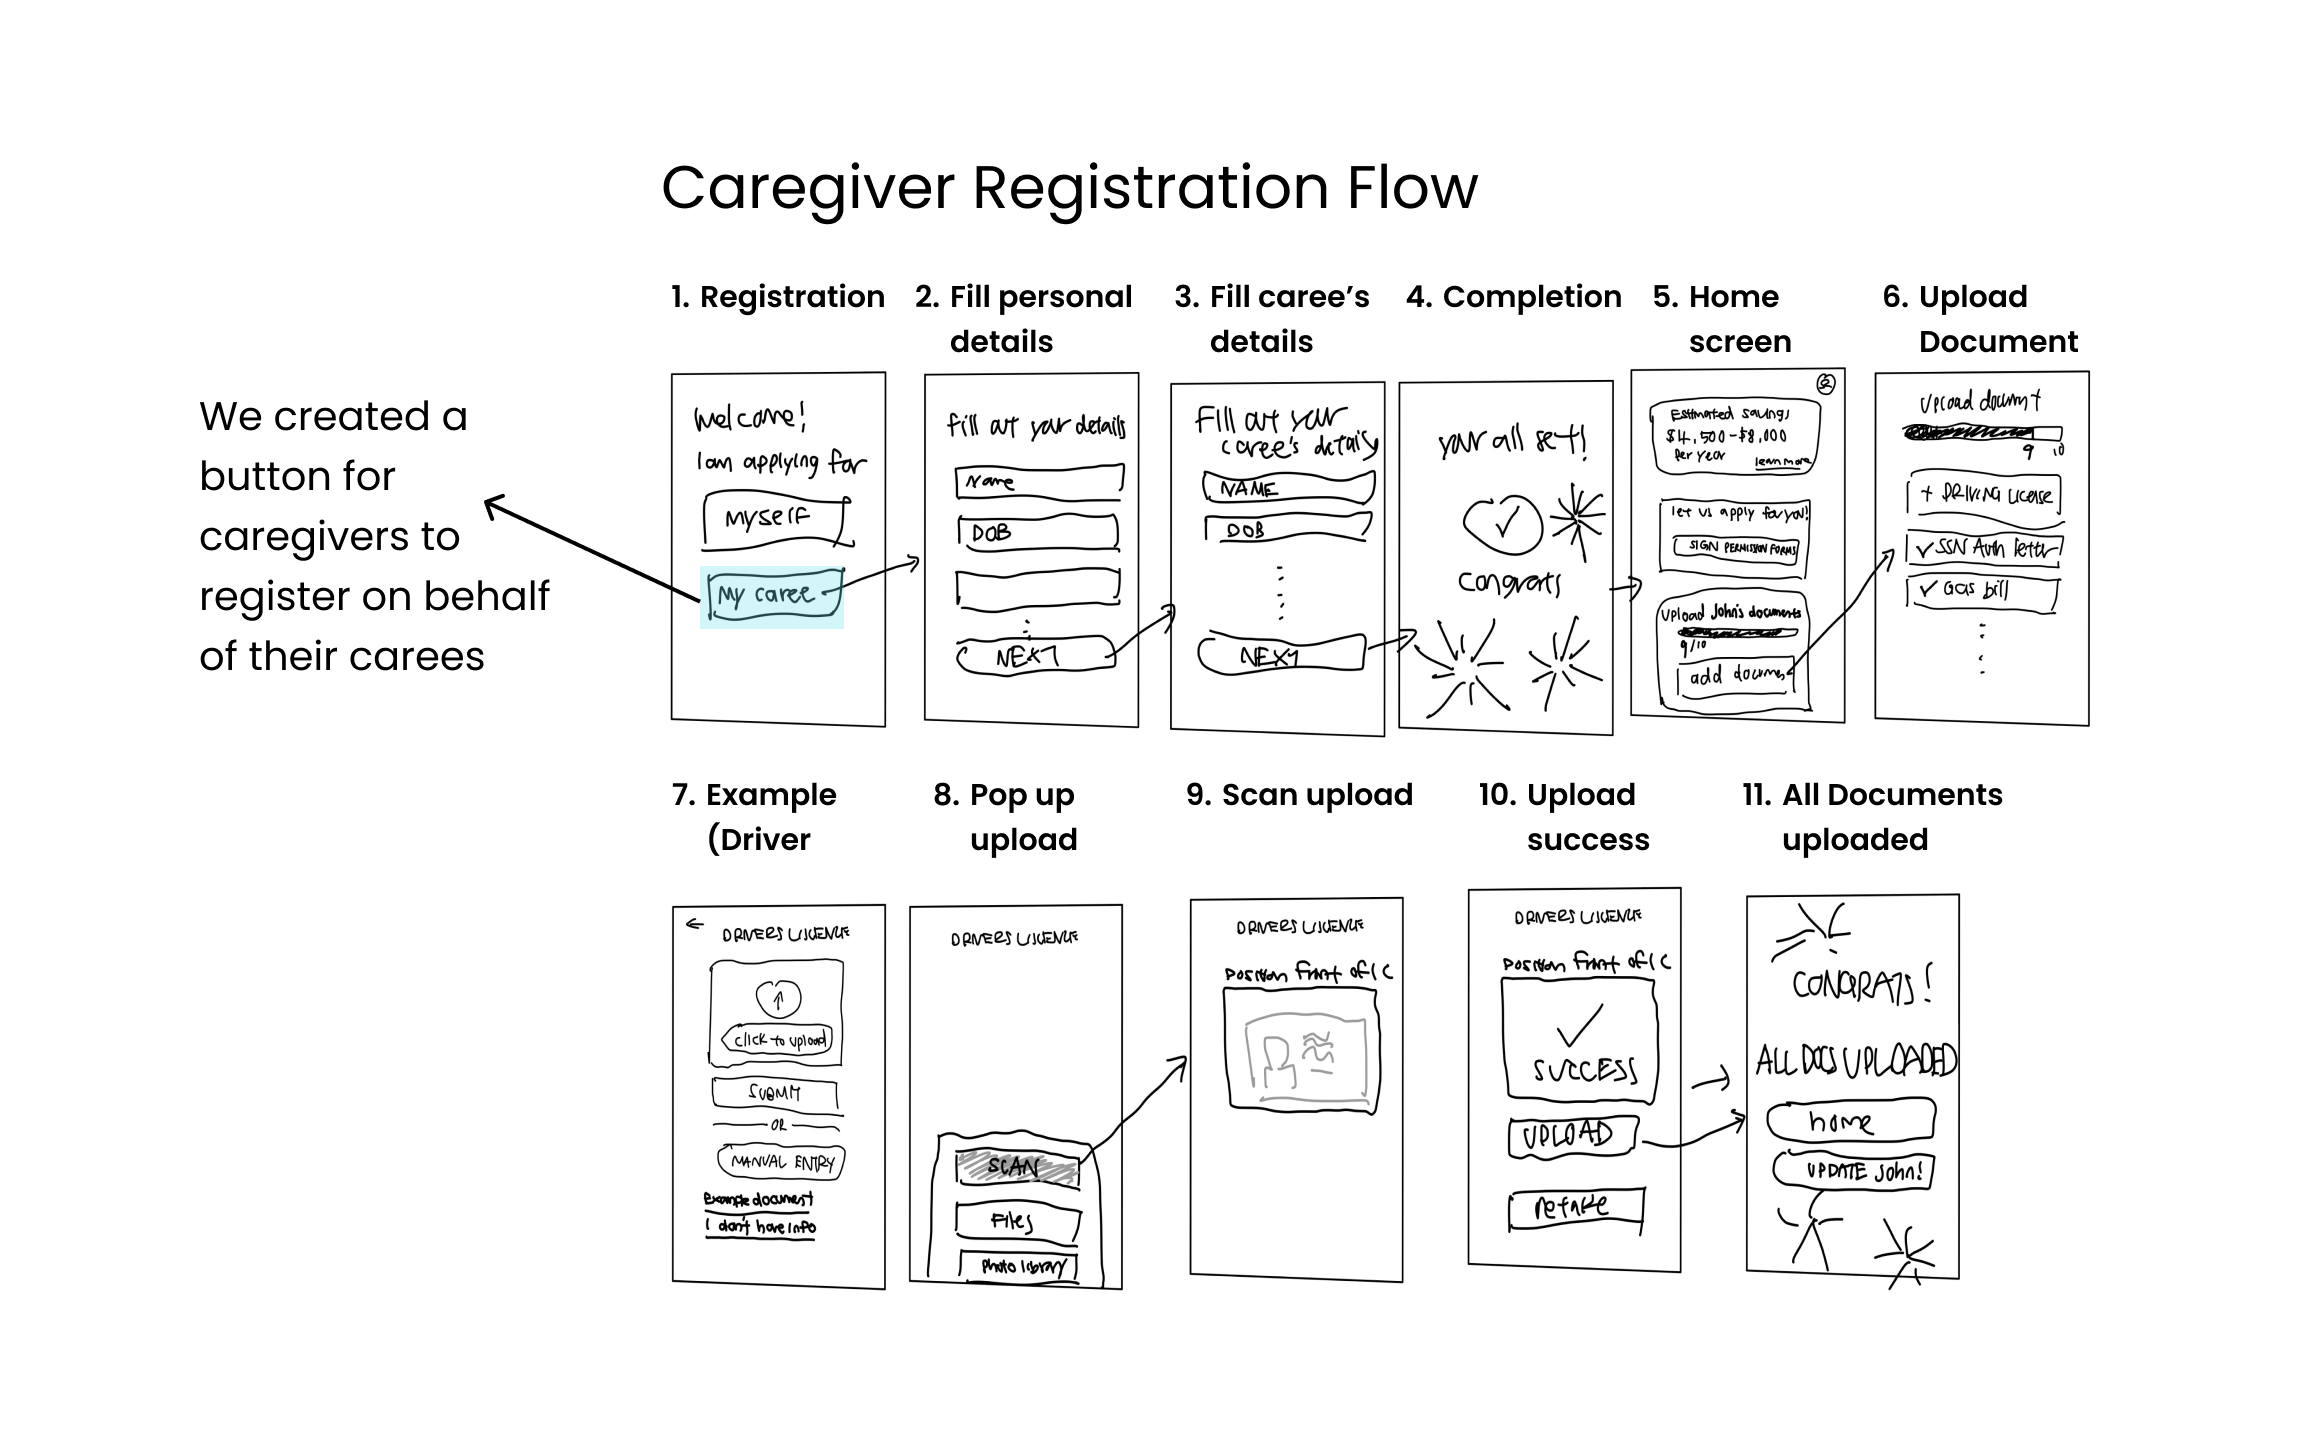 Caregiver Registration Flow
We created a
button for
caregivers to
register on behalf
of their carees
1. Registration
welcome!
I am applying for
Myself
My caree
2. Fill personal
details
fill out your details
Name
DOB
NEXT
3. Fill caree's
details
Fill out your
caree's details
NAME
DOB
NEXT
4. Completion
your all set!
congrats
5. Home
screen
Estimated savings
$4,500-$8,000
per year
learn more
let us apply for you!
SIGN PERMISSION FORMS
Upload John's documents
9/10
add documen
6. Upload
Document
Upload document
9 10
+ DRIVING LICENSE
✓ SSN Auth letter
✓ Gas bill
7. Example
(Driver
DRIVERS LISCENCE
click to upload
SUBMIT
OR
MANUAL ENTRY
Example document
I don't have info
8. Pop up
upload
DRIVERS LISCENCE
SCAN
Files
Photo library
9. Scan upload
DRIVERS LISCENCE
Position front of IC
10. Upload
success
DRIVERS LISCENCE
Position front of IC
SUCCESS
UPLOAD
Retake
11. All Documents
uploaded
CONGRATS!
ALL DOCS UPLOADED
home
UPDATE John!